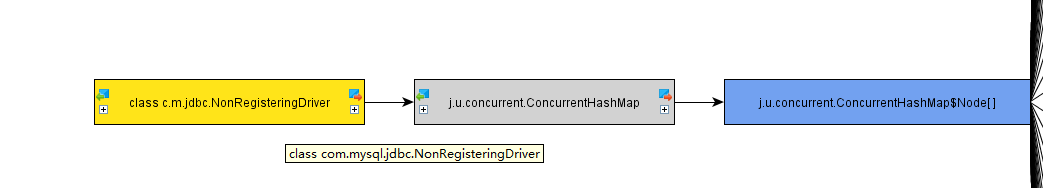 class c.m.jdbc.NonRegisteringDriver
j.u.concurrent.ConcurrentHashMap
j.u.concurrent.ConcurrentHashMap$Node[]
class com.mysql.jdbc.NonRegisteringDriver